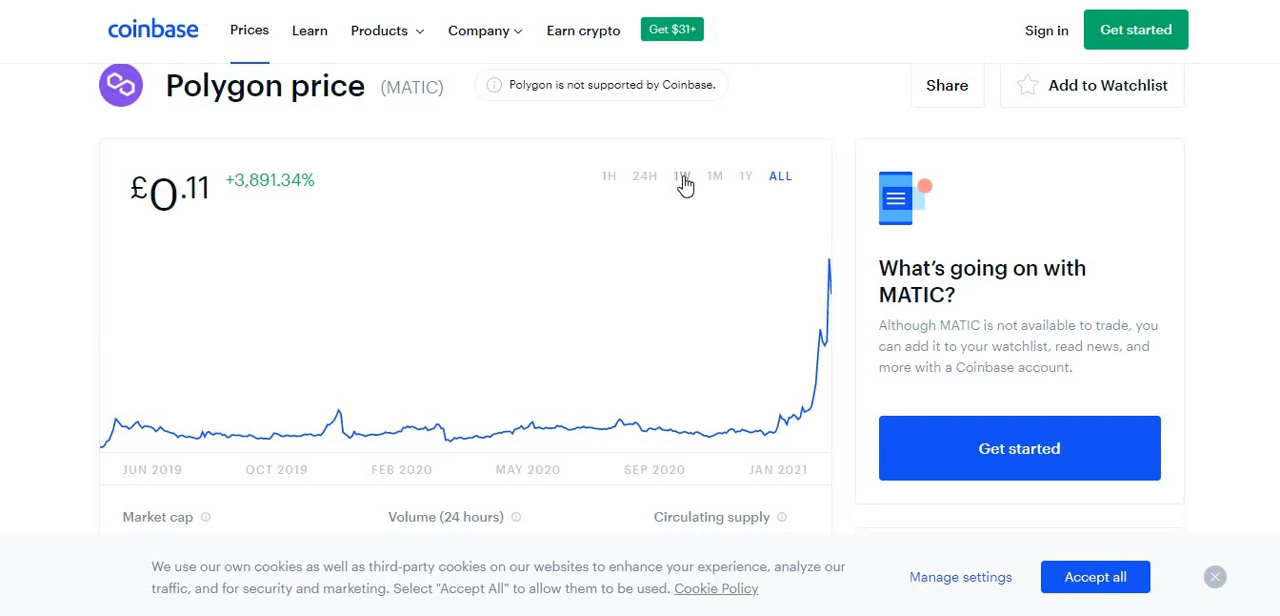 coinbase
Prices
Learn
Products
Company
Earn crypto
Get $31+
Sign in
Get started
Polygon price (MATIC)
Polygon is not supported by Coinbase.
Share
Add to Watchlist
£0.11 +3,891.34%
1H 24H 1W 1M 1Y ALL
JUN 2019 OCT 2019 FEB 2020 MAY 2020 SEP 2020 JAN 2021
Market cap
Volume (24 hours)
Circulating supply
What's going on with
MATIC?
Although MATIC is not available to trade, you
can add it to your watchlist, read news, and
more with a Coinbase account.
Get started
We use our own cookies as well as third-party cookies on our websites to enhance your experience, analyze our
traffic, and for security and marketing. Select "Accept All" to allow them to be used. Cookie Policy
Manage settings
Accept all